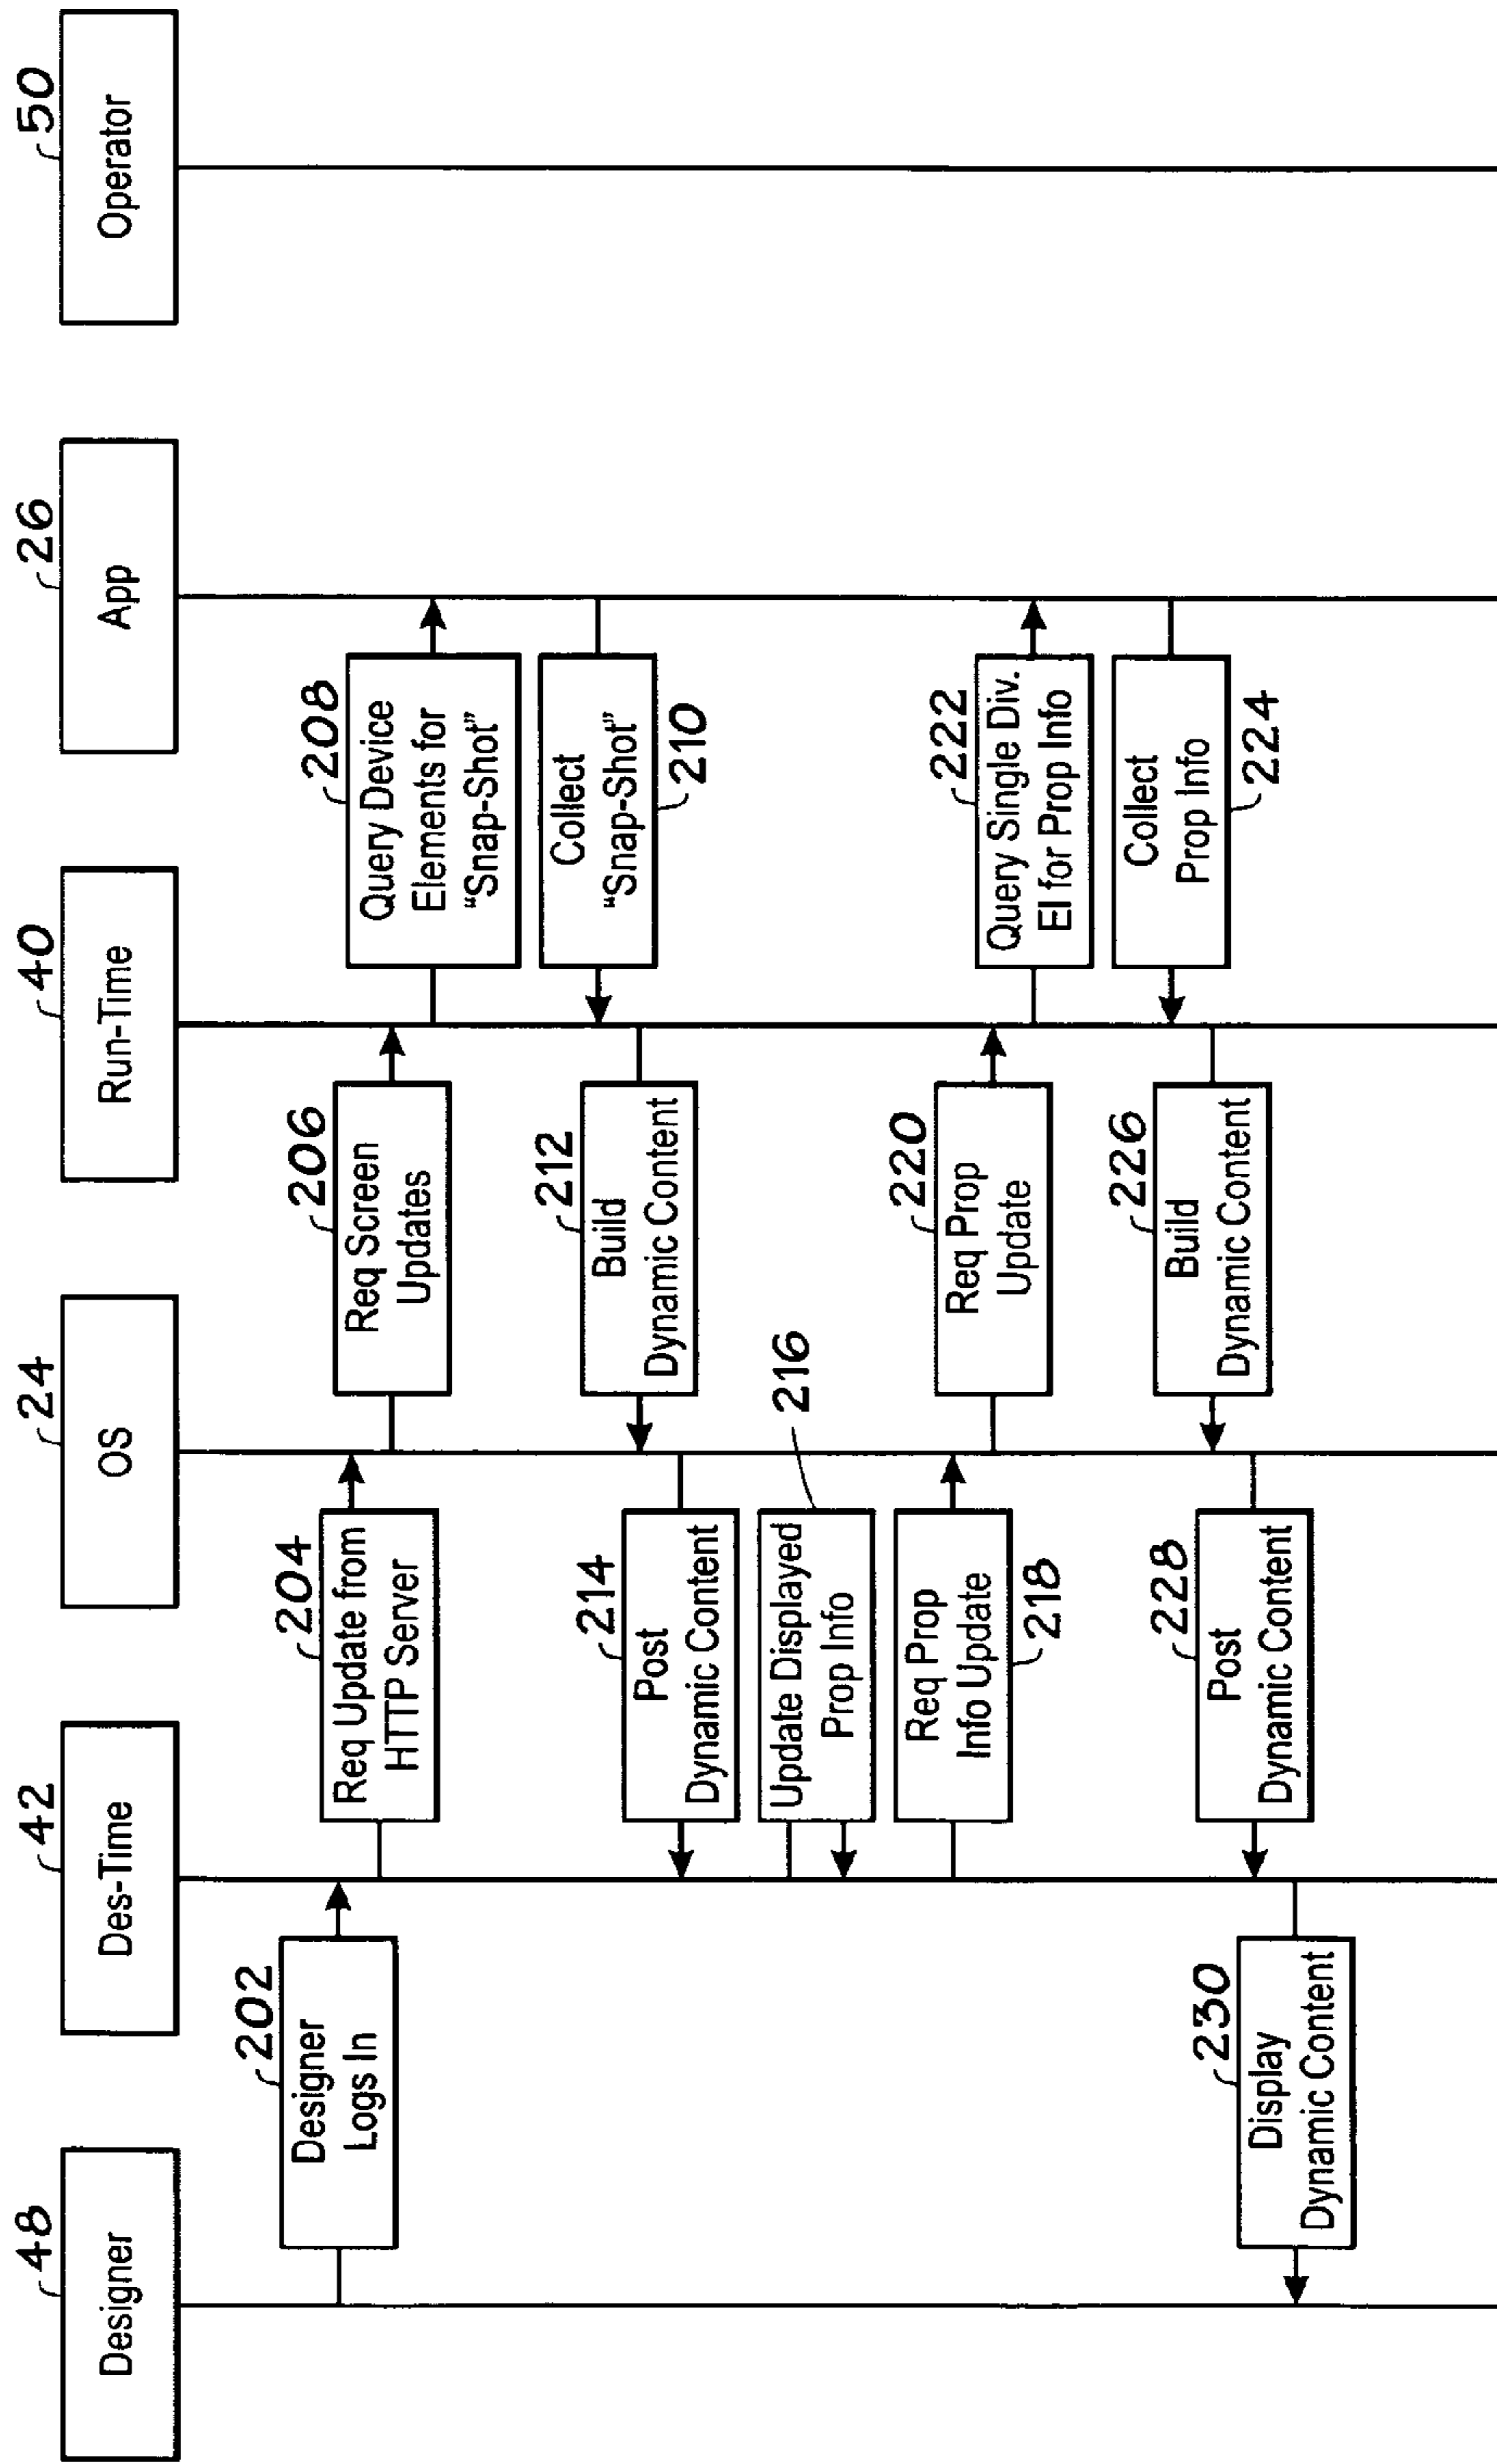 48
Designer
42
Des-Time
24
OS
40
Run-Time
26
App
50
Operator
202
Designer
Logs In
204
Req Update from
HTTP Server
206
Req Screen
Updates
208
Query Device
Elements for
“Snap-Shot”
Collect
“Snap-Shot”
210
212
Build
Dynamic Content
214
Post
Dynamic Content
216
Update Displayed
Prop Info
Req Prop
Info Update
218
220
Req Prop
Update
222
Query Single Div.
El for Prop Info
Collect
Prop Info
224
226
Build
Dynamic Content
228
Post
Dynamic Content
230
Display
Dynamic Content